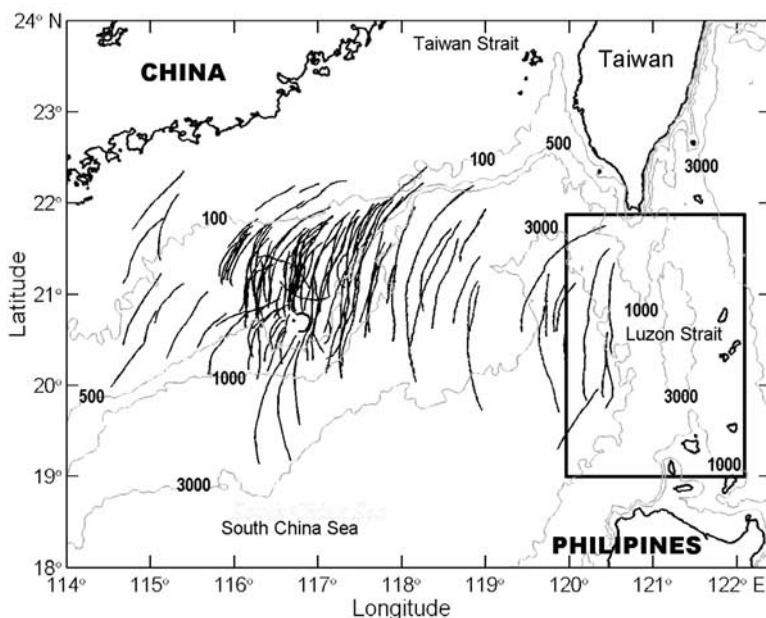 24° N
Taiwan Strait
Taiwan
CHINA
23°
500
100
3000
22°
100
3000
Latitude
21°
1000
Luzon Strait
20°
1000
500
3000
19°
1000
3000
South China Sea
PHILIPINES
18°
114° 115° 116° 117° 118° 119° 120° 121° 122° E
Longitude